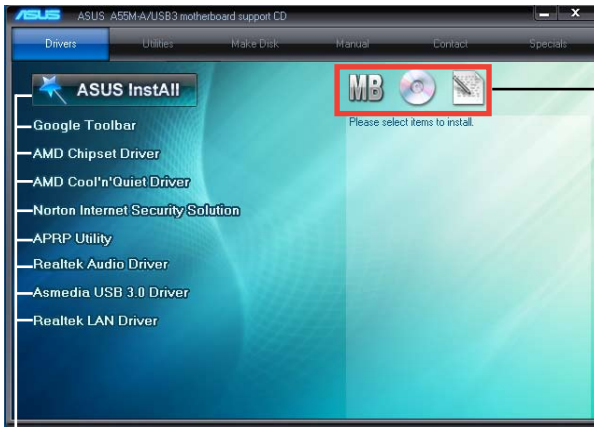 ASUS ASUS A55M-A/USB3 motherboard support CD
Drivers Utilities Make Disk Manual Contact Specials
ASUS InstAll
MB
Please select items to install.
Google Toolbar
AMD Chipset Driver
AMD Cool'n'Quiet Driver
Norton Internet Security Solution
APRP Utility
Realtek Audio Driver
Asmedia USB 3.0 Driver
Realtek LAN Driver